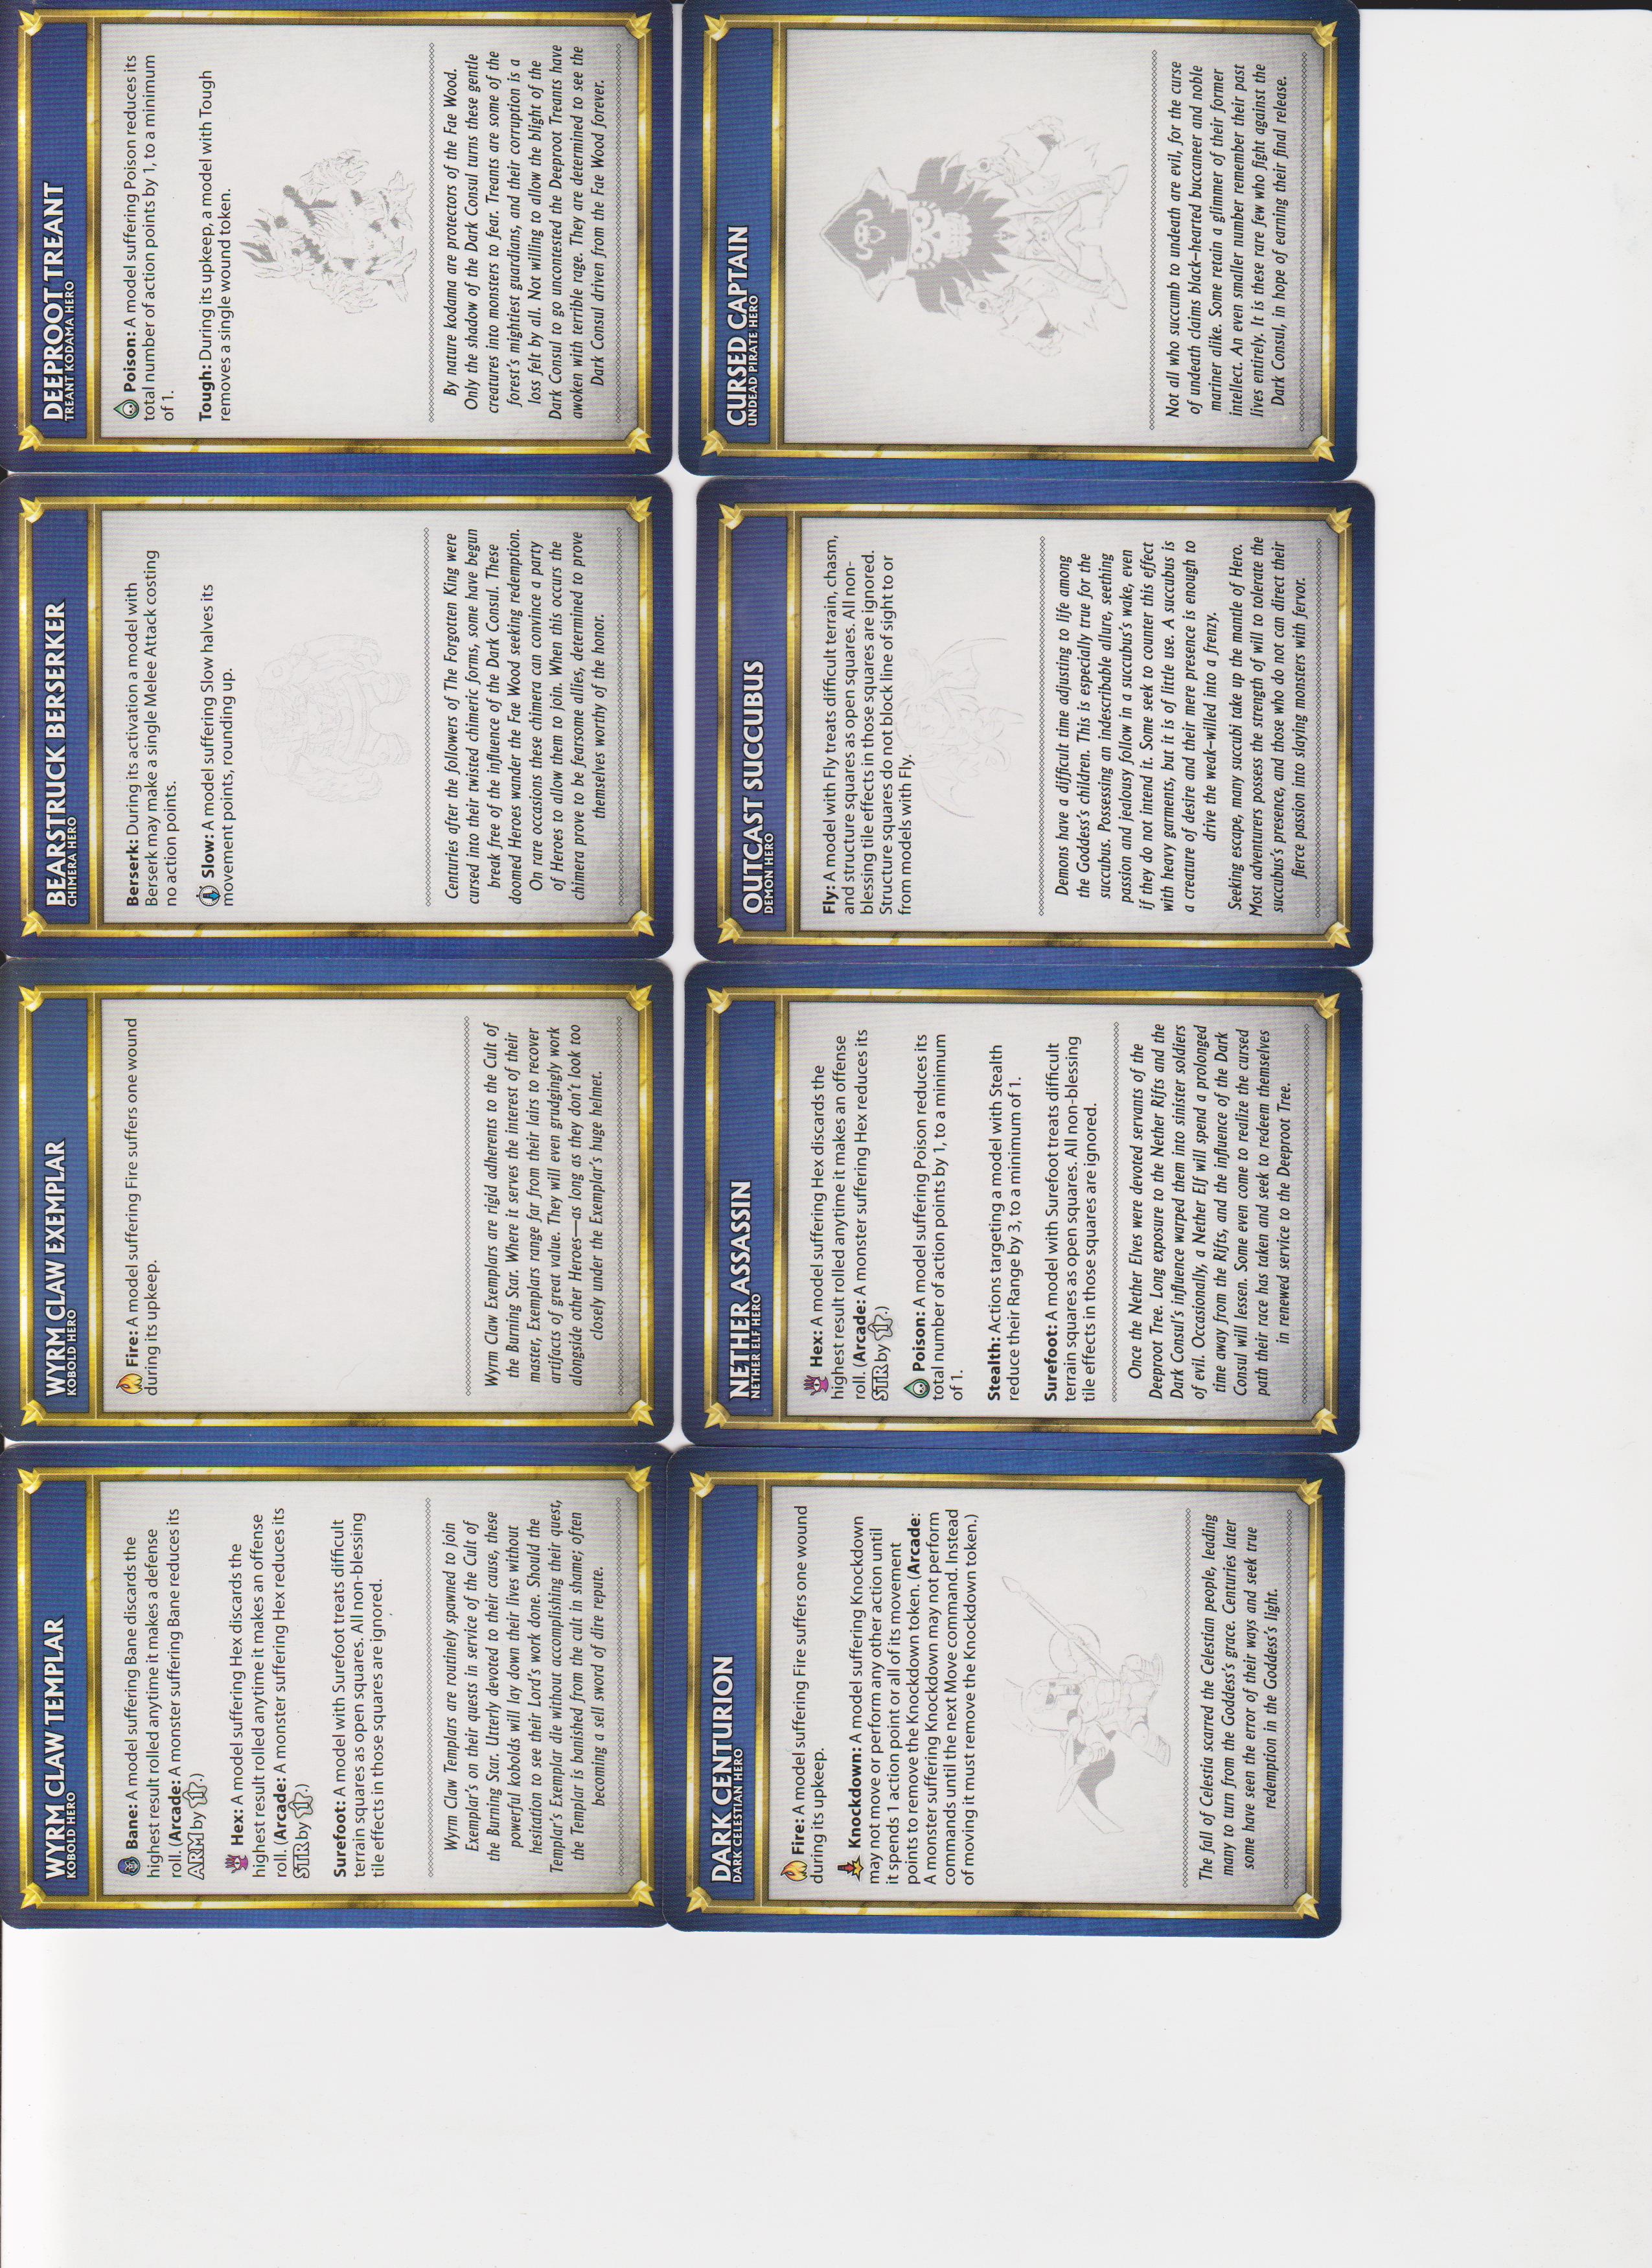 WYRM CLAW TEMPLAR
KOBOLD HERO
Bane: A model suffering Bane discards the
highest result rolled anytime it makes a defense
roll. (Arcade: A monster suffering Bane reduces its
ARM by 1.)
Hex: A model suffering Hex discards the
highest result rolled anytime it makes an offense
roll. (Arcade: A monster suffering Hex reduces its
STR by 1.)
Surefoot: A model with Surefoot treats difficult
terrain squares as open squares. All non-blessing
tile effects in those squares are ignored.
Wyrm Claw Templars are routinely spawned to join
Exemplar's on their quests in service of the Cult of
the Burning Star. Utterly devoted to their cause, these
powerful kobolds will lay down their lives without
hesitation to see their Lord's work done. Should the
Templar's Exemplar die without accomplishing their quest,
the Templar is banished from the cult in shame; often
becoming a sell sword of dire repute.
WYRM CLAW EXEMPLAR
KOBOLD HERO
Fire: A model suffering Fire suffers one wound
during its upkeep.
Wyrm Claw Exemplars are rigid adherents to the Cult of
the Burning Star. Where it serves the interest of their
master, Exemplars range far from their lairs to recover
artifacts of great value. They will even grudgingly work
alongside other Heroes—as long as they don't look too
closely under the Exemplar's huge helmet.
BEARSTRUCK BERSERKER
CHIMERA HERO
Berserk: During its activation a model with
Berserk may make a single Melee Attack costing
no action points.
Slow: A model suffering Slow halves its
movement points, rounding up.
Centuries after the followers of The Forgotten King were
cursed into their twisted chimeric forms, some have begun
break free of the influence of the Dark Consul. These
doomed Heroes wander the Fae Wood seeking redemption.
On rare occasions these chimera can convince a party
of Heroes to allow them to join. When this occurs the
chimera prove to be fearsome allies, determined to prove
themselves worthy of the honor.
DEEPROOT TREANT
TREANT KODAMA HERO
Poison: A model suffering Poison reduces its
total number of action points by 1, to a minimum
of 1.
Tough: During its upkeep, a model with Tough
removes a single wound token.
By nature kodama are protectors of the Fae Wood.
Only the shadow of the Dark Consul turns these gentle
creatures into monsters to fear. Treants are some of the
forest's mightiest guardians, and their corruption is a
loss felt by all. Not willing to allow the blight of the
Dark Consul to go uncontested the Deeproot Treants have
awoken with terrible rage. They are determined to see the
Dark Consul driven from the Fae Wood forever.
DARK CENTURION
DARK CELESTIAN HERO
Fire: A model suffering Fire suffers one wound
during its upkeep.
Knockdown: A model suffering Knockdown
may not move or perform any other action until
it spends 1 action point or all of its movement
points to remove the Knockdown token. (Arcade:
A monster suffering Knockdown may not perform
commands until the next Move command. Instead
of moving it must remove the Knockdown token.)
The fall of Celestia scarred the Celestian people, leading
many to turn from the Goddess's grace. Centuries later
some have seen the error of their ways and seek true
redemption in the Goddess's light.
NETHER ASSASSIN
NETHER ELF HERO
Hex: A model suffering Hex discards the
highest result rolled anytime it makes an offense
roll. (Arcade: A monster suffering Hex reduces its
STR by 1.)
Poison: A model suffering Poison reduces its
total number of action points by 1, to a minimum
of 1.
Stealth: Actions targeting a model with Stealth
reduce their Range by 3, to a minimum of 1.
Surefoot: A model with Surefoot treats difficult
terrain squares as open squares. All non-blessing
tile effects in those squares are ignored.
Once the Nether Elves were devoted servants of the
Deeproot Tree. Long exposure to the Nether Rifts and the
Dark Consul's influence warped them into sinister soldiers
of evil. Occasionally, a Nether Elf will spend a prolonged
time away from the Rifts, and the influence of the Dark
Consul will lessen. Some even come to realize the cursed
path their race has taken and seek to redeem themselves
in renewed service to the Deeproot Tree.
OUTCAST SUCCUBUS
DEMON HERO
Fly: A model with Fly treats difficult terrain, chasm,
and structure squares as open squares. All non-
blessing tile effects in those squares are ignored.
Structure squares do not block line of sight to or
from models with Fly.
Demons have a difficult time adjusting to life among
the Goddess's children. This is especially true for the
succubus. Possessing an indescribable allure, seething
passion and jealousy follow in a succubus's wake, even
if they do not intend it. Some seek to counter this effect
with heavy garments, but it is of little use. A succubus is
a creature of desire and their mere presence is enough to
drive the weak-willed into a frenzy.
Seeking escape, many succubi take up the mantle of Hero.
Most adventurers possess the strength of will to tolerate the
succubus's presence, and those who do not can direct their
fierce passion into slaying monsters with fervor.
CURSED CAPTAIN
UNDEAD PIRATE HERO
Not all who succumb to undeath are evil, for the curse
of undeath claims black-hearted buccaneer and noble
mariner alike. Some retain a glimmer of their former
intellect. An even smaller number remember their past
lives entirely. It is these rare few who fight against the
Dark Consul, in hope of earning their final release.